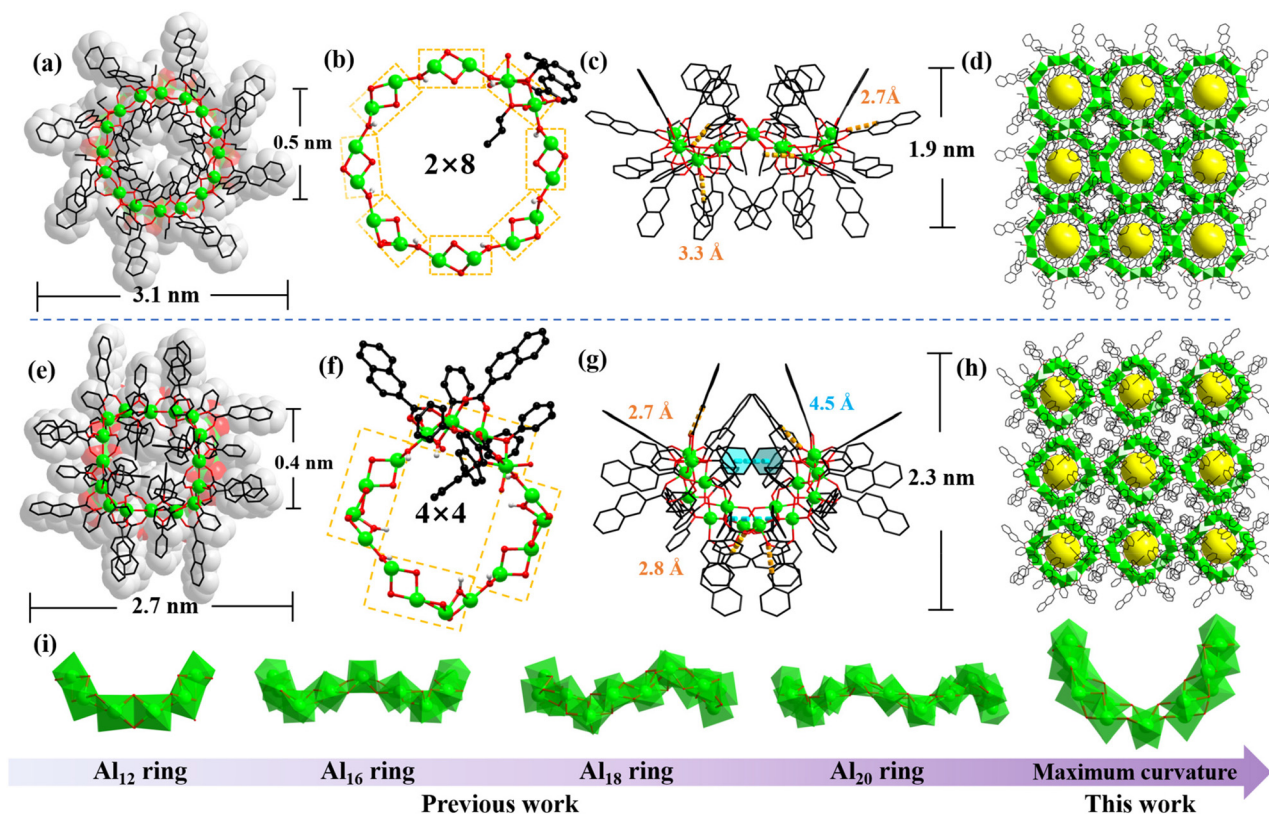 (a)
0.5 nm
3.1 nm
(b)
2×8
(c)
2.7Å
3.3 Å
1.9 nm
(d)
(e)
0.4 nm
2.7 nm
(f)
4×4
(g)
2.7 Å
4.5 Å
2.8 Å
2.3 nm
(h)
(i)
Al₁₂ ring
Al₁₆ ring
Al₁₈ ring
Al₂₀ ring
Maximum curvature
Previous work
This work